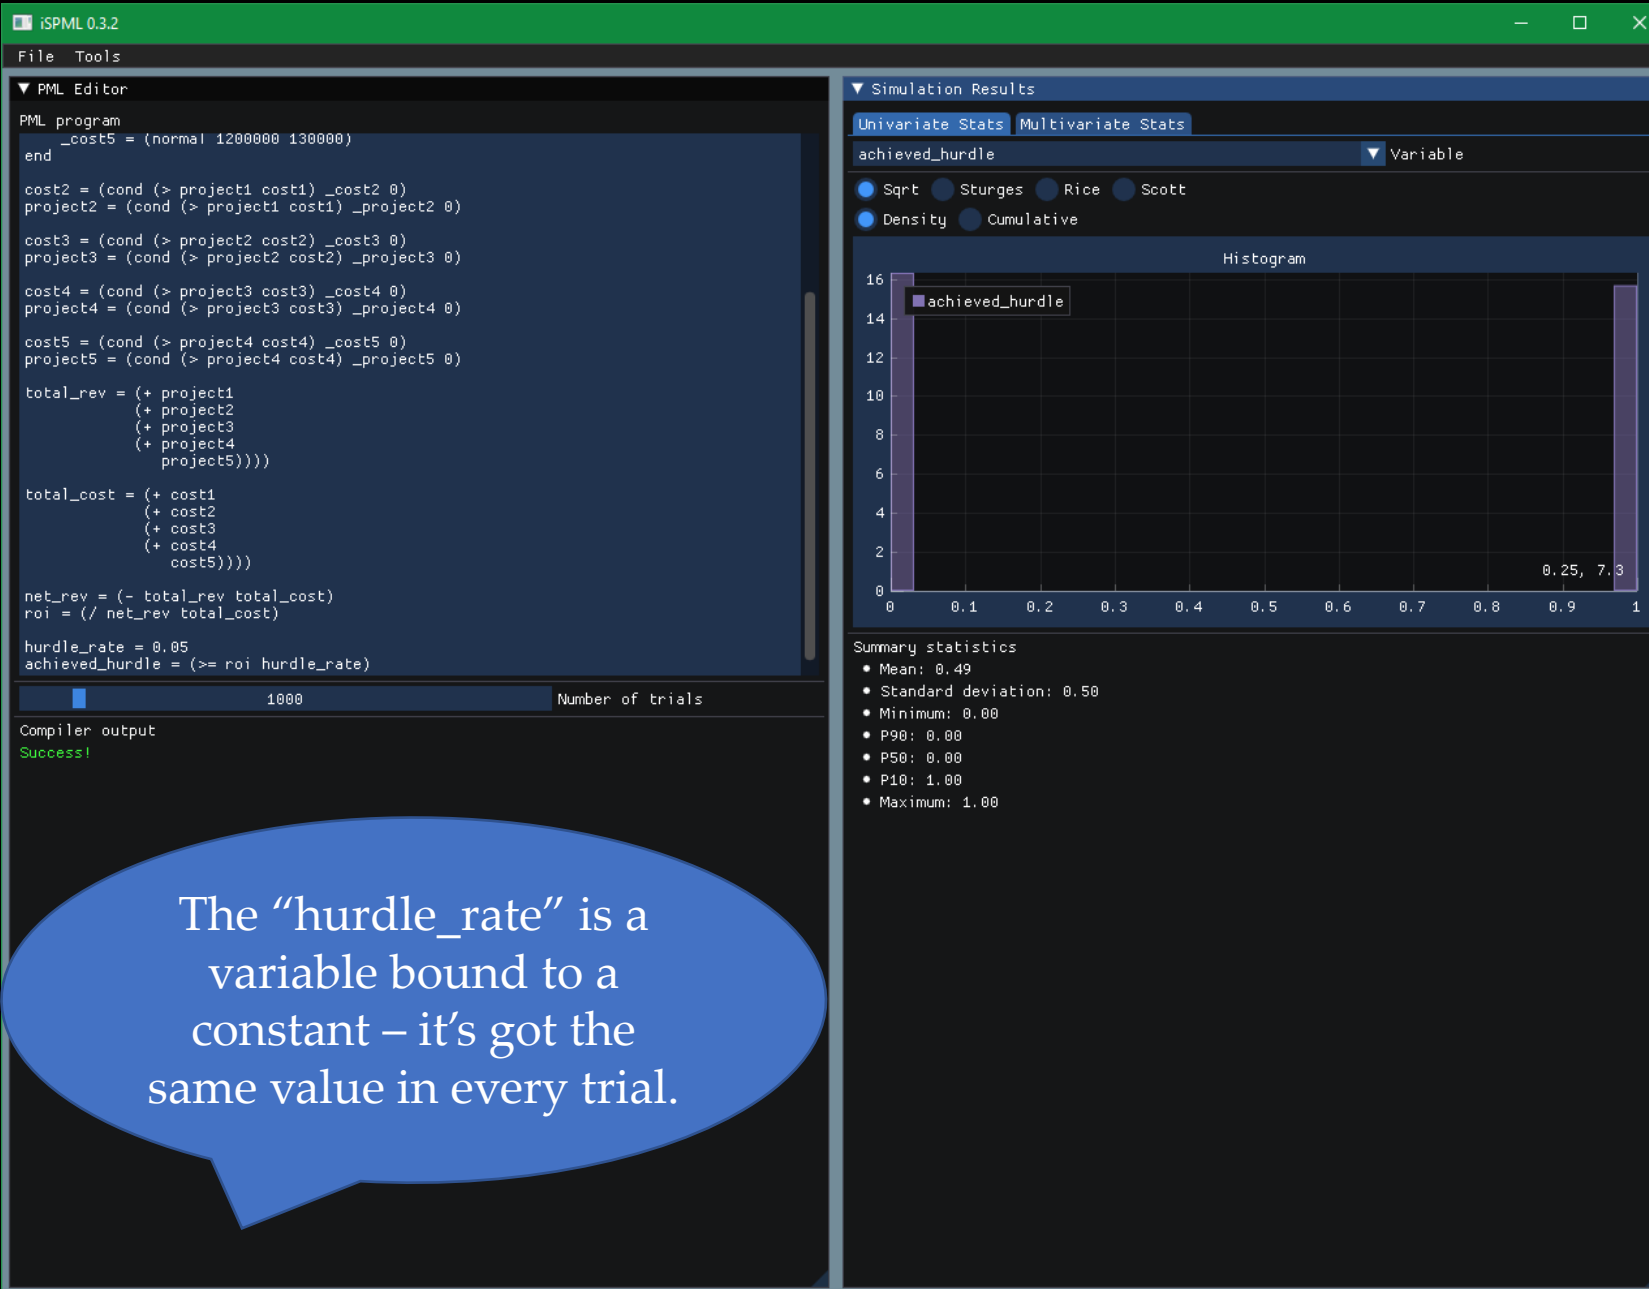 iSPML 0.3.2
File Tools
PML Editor
PML program
_cost5 = (normal 1200000 130000)
end
cost2 = (cond (> project1 cost1) _cost2 0)
project2 = (cond (> project1 cost1) _project2 0)
cost3 = (cond (> project2 cost2) _cost3 0)
project3 = (cond (> project2 cost2) _project3 0)
cost4 = (cond (> project3 cost3) _cost4 0)
project4 = (cond (> project3 cost3) _project4 0)
cost5 = (cond (> project4 cost4) _cost5 0)
project5 = (cond (> project4 cost4) _project5 0)
total_rev = (+ project1
(+ project2
(+ project3
(+ project4
project5))))
total_cost = (+ cost1
(+ cost2
(+ cost3
(+ cost4
cost5))))
net_rev = (- total_rev total_cost)
roi = (/ net_rev total_cost)
hurdle_rate = 0.05
achieved_hurdle = (>= roi hurdle_rate)
1000 Number of trials
Compiler output
Success!
The “hurdle_rate” is a
variable bound to a
constant – it’s got the
same value in every trial.
Simulation Results
Univariate Stats Multivariate Stats
achieved_hurdle Variable
Sqrt Sturges Rice Scott
Density Cumulative
Histogram
achieved_hurdle
16
14
12
10
8
6
4
2
0
0.25, 7.3
0 0.1 0.2 0.3 0.4 0.5 0.6 0.7 0.8 0.9 1
Summary statistics
• Mean: 0.49
• Standard deviation: 0.50
• Minimum: 0.00
• P90: 0.00
• P50: 0.00
• P10: 1.00
• Maximum: 1.00